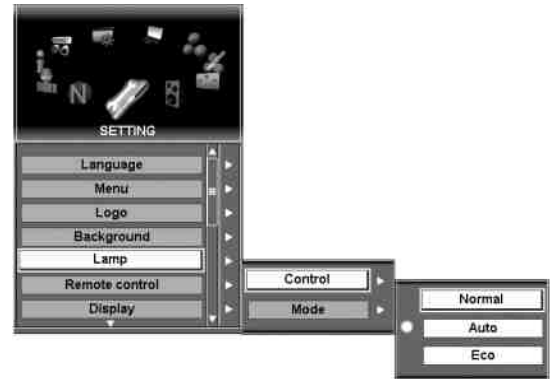 SETTING
Language
Menu
Logo
Background
Lamp
Remote control
Display
Control
Mode
Normal
Auto
Eco